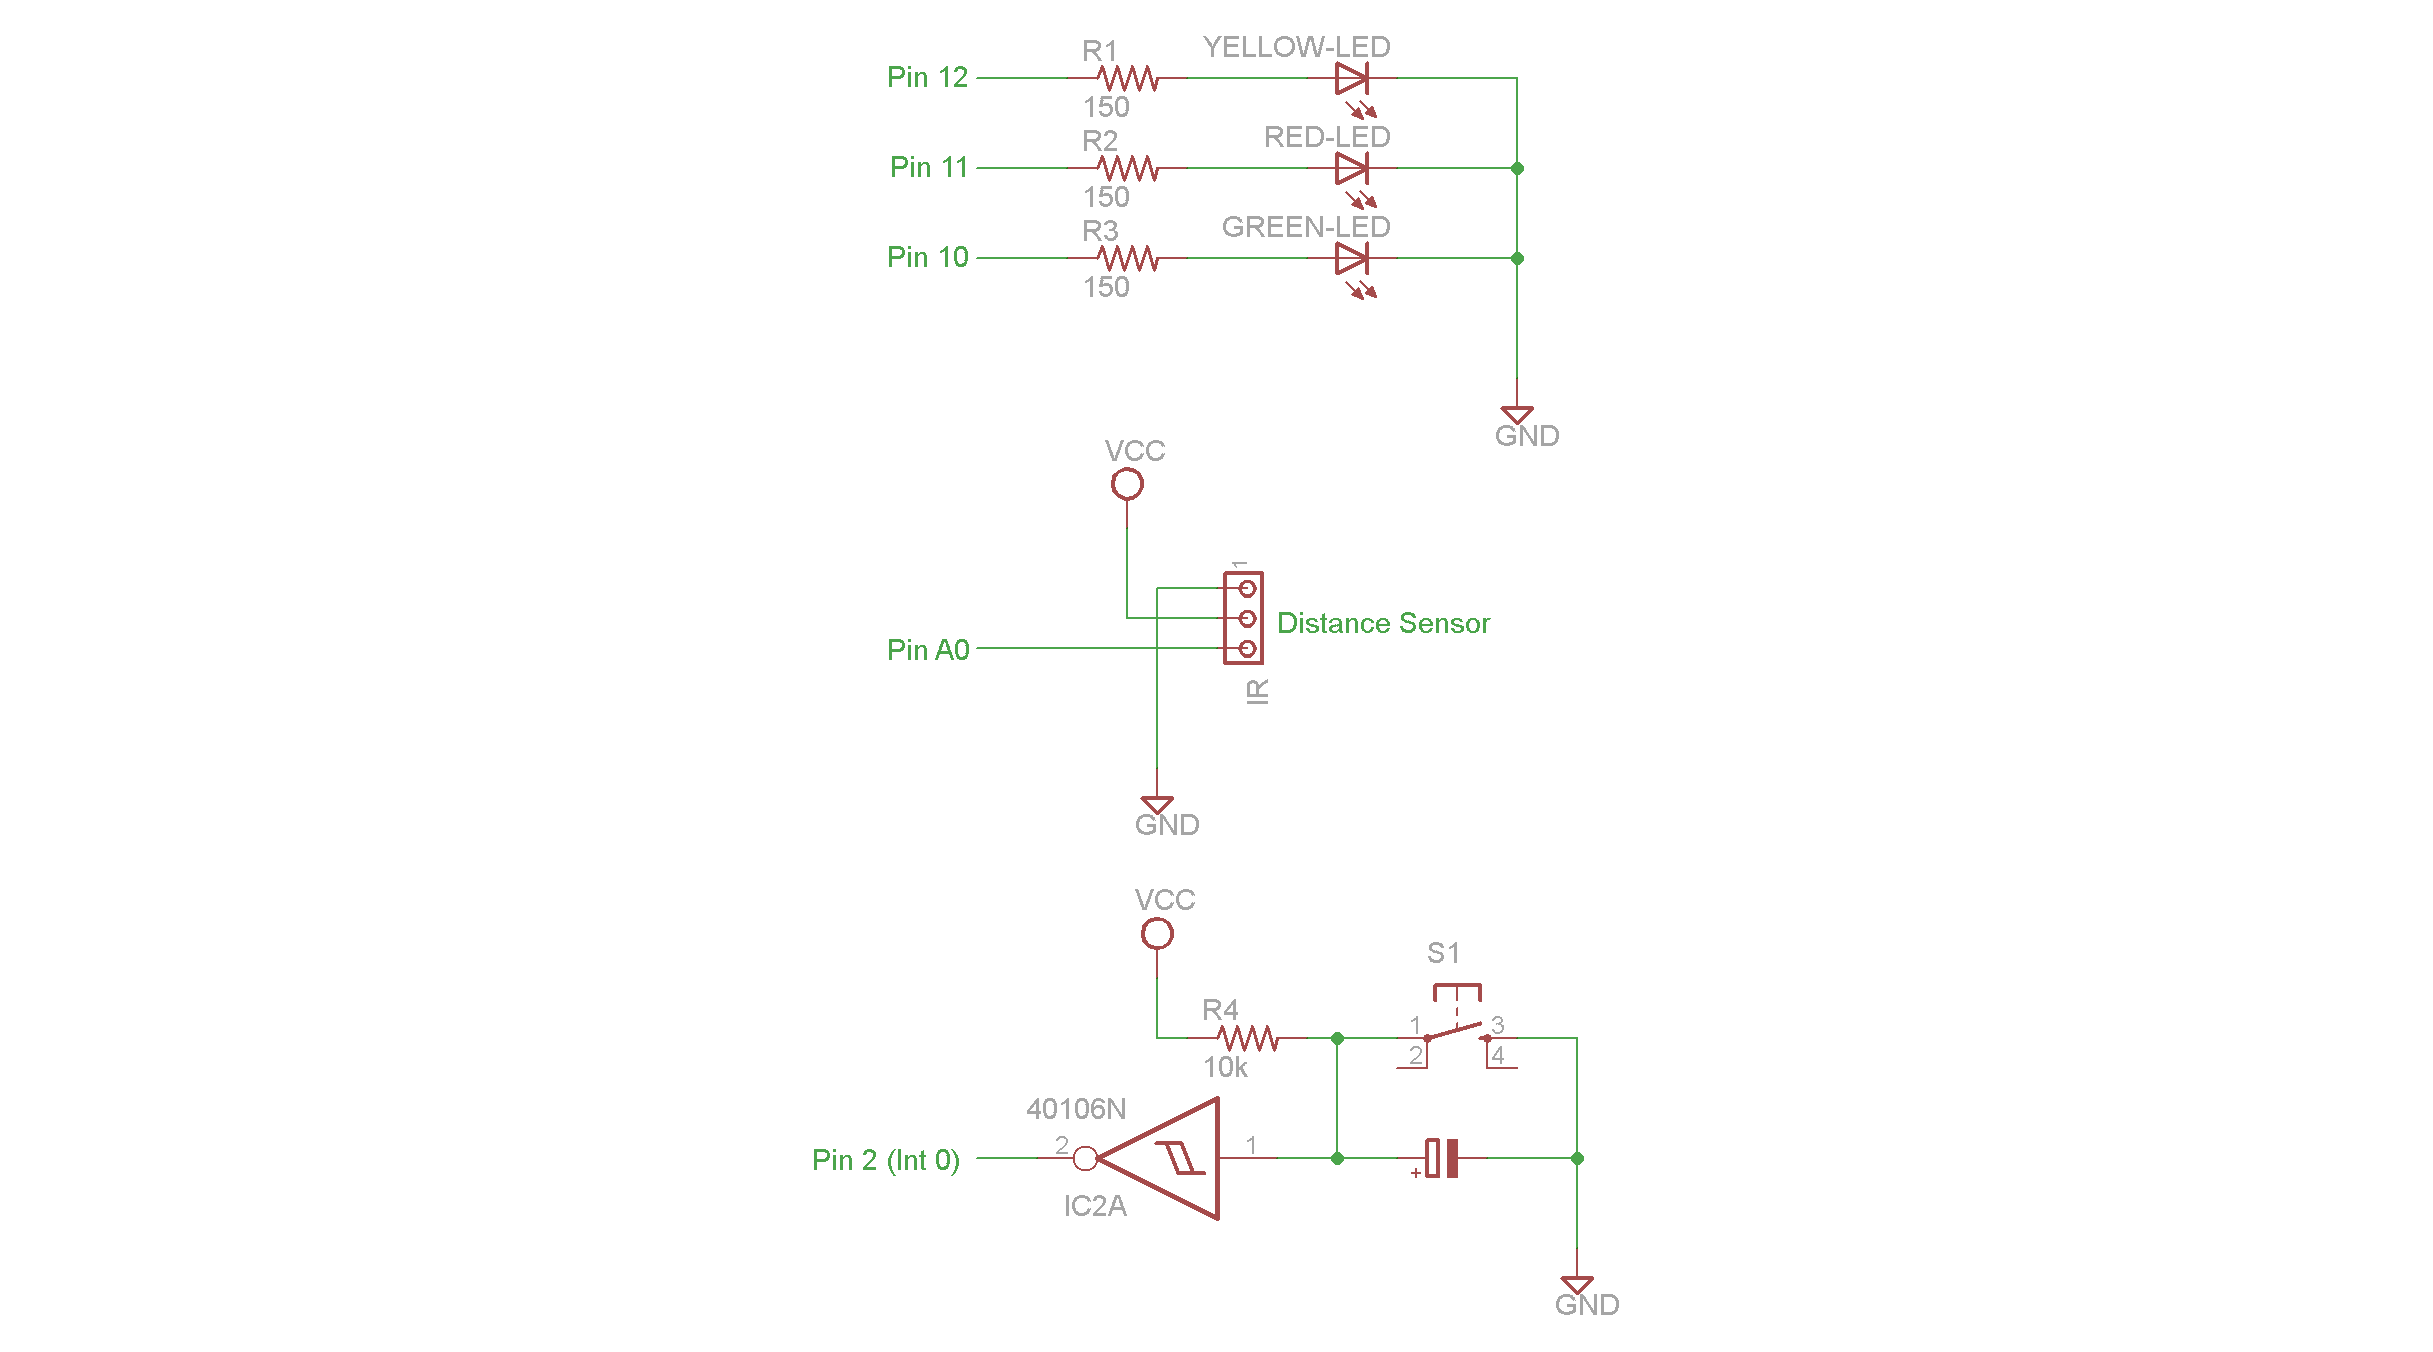 YELLOW-LED
R1
Pin 12
150
RED-LED
R2
Pin 11
150
GREEN-LED
R3
Pin 10
150
GND
VCC
1
Distance Sensor
Pin A0
IR
GND
VCC
S1
R4
1 3
2 4
10k
40106N
2 1
Pin 2 (Int 0)
+
IC2A
GND